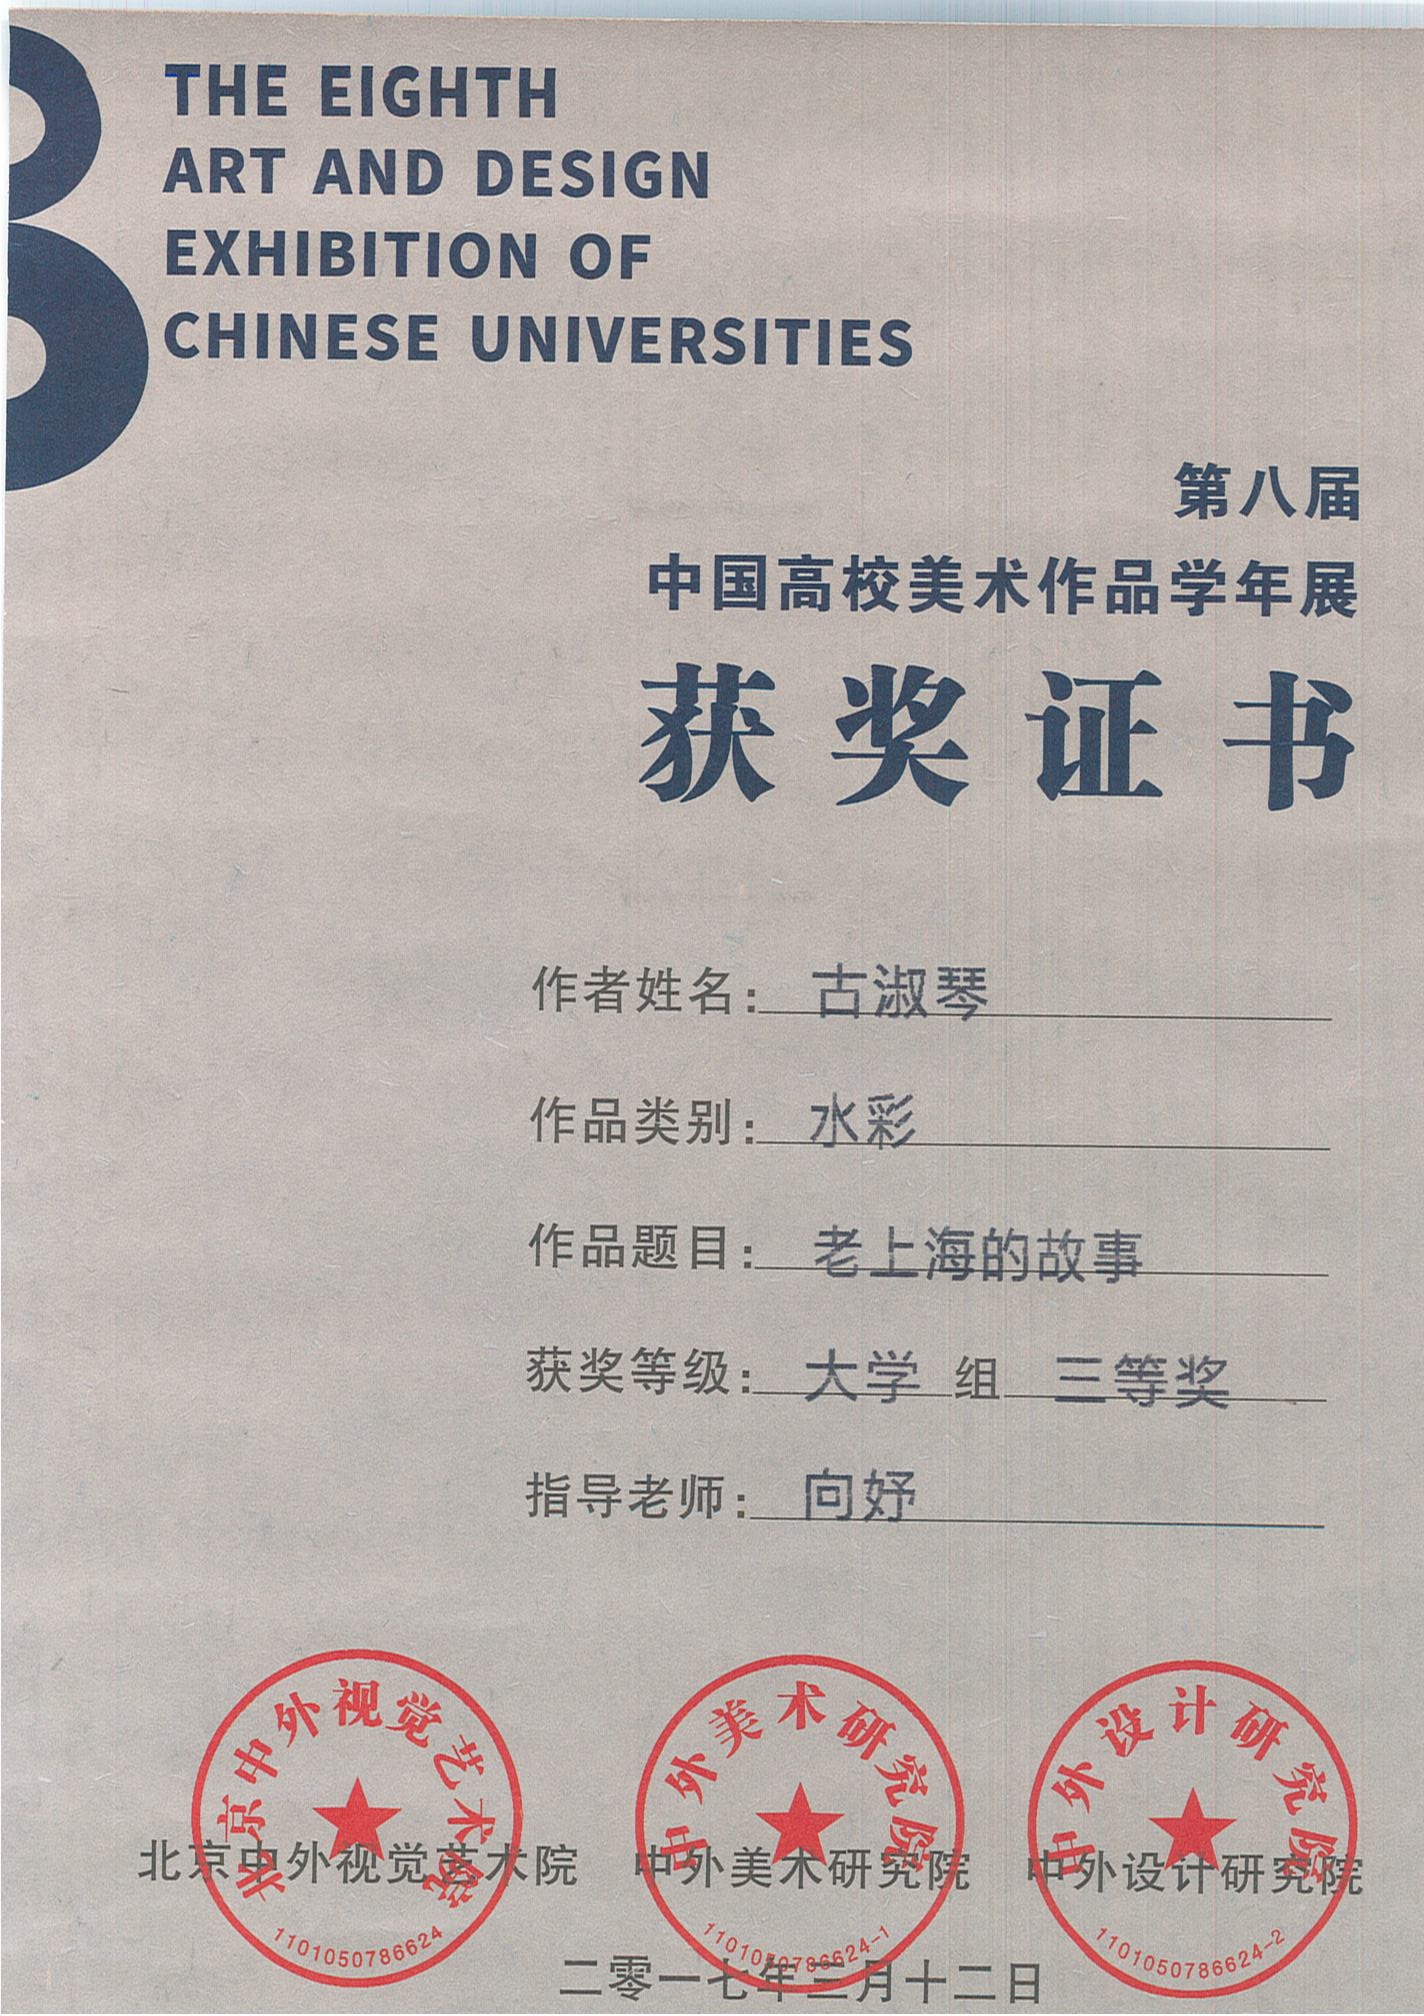 8
THE EIGHTH
ART AND DESIGN
EXHIBITION OF
CHINESE UNIVERSITIES
第八届
中国高校美术作品学年展
获奖证书
作者姓名：古淑琴
作品类别：水彩
作品题目：老上海的故事
获奖等级：大学 组 三等奖
指导老师：向妤
北京中外视觉艺术院
1101050786624
中外美术研究院
1101050786624-1
中外设计研究院
1101050786624-2
北京中外视觉艺术院 中外美术研究院 中外设计研究院
二零一七年三月十二日